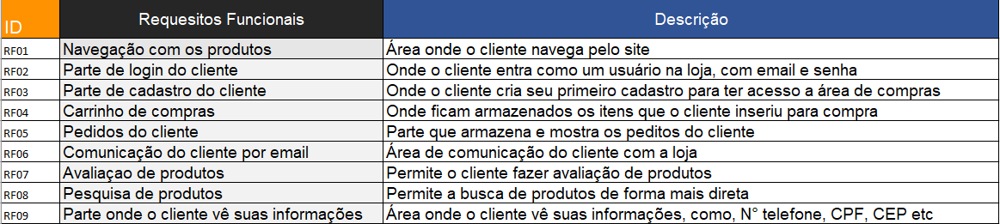 ID Requesitos Funcionais Descrição
RF01 Navegação com os produtos Área onde o cliente navega pelo site
RF02 Parte de login do cliente Onde o cliente entra como um usuário na loja, com email e senha
RF03 Parte de cadastro do cliente Onde o cliente cria seu primeiro cadastro para ter acesso a área de compras
RF04 Carrinho de compras Onde ficam armazenados os itens que o cliente inseriu para compra
RF05 Pedidos do cliente Parte que armazena e mostra os peditos do cliente
RF06 Comunicação do cliente por email Área de comunicação do cliente com a loja
RF07 Avaliaçao de produtos Permite o cliente fazer avaliação de produtos
RF08 Pesquisa de produtos Permite a busca de produtos de forma mais direta
RF09 Parte onde o cliente vê suas informações Área onde o cliente vê suas informações, como, N° telefone, CPF, CEP etc